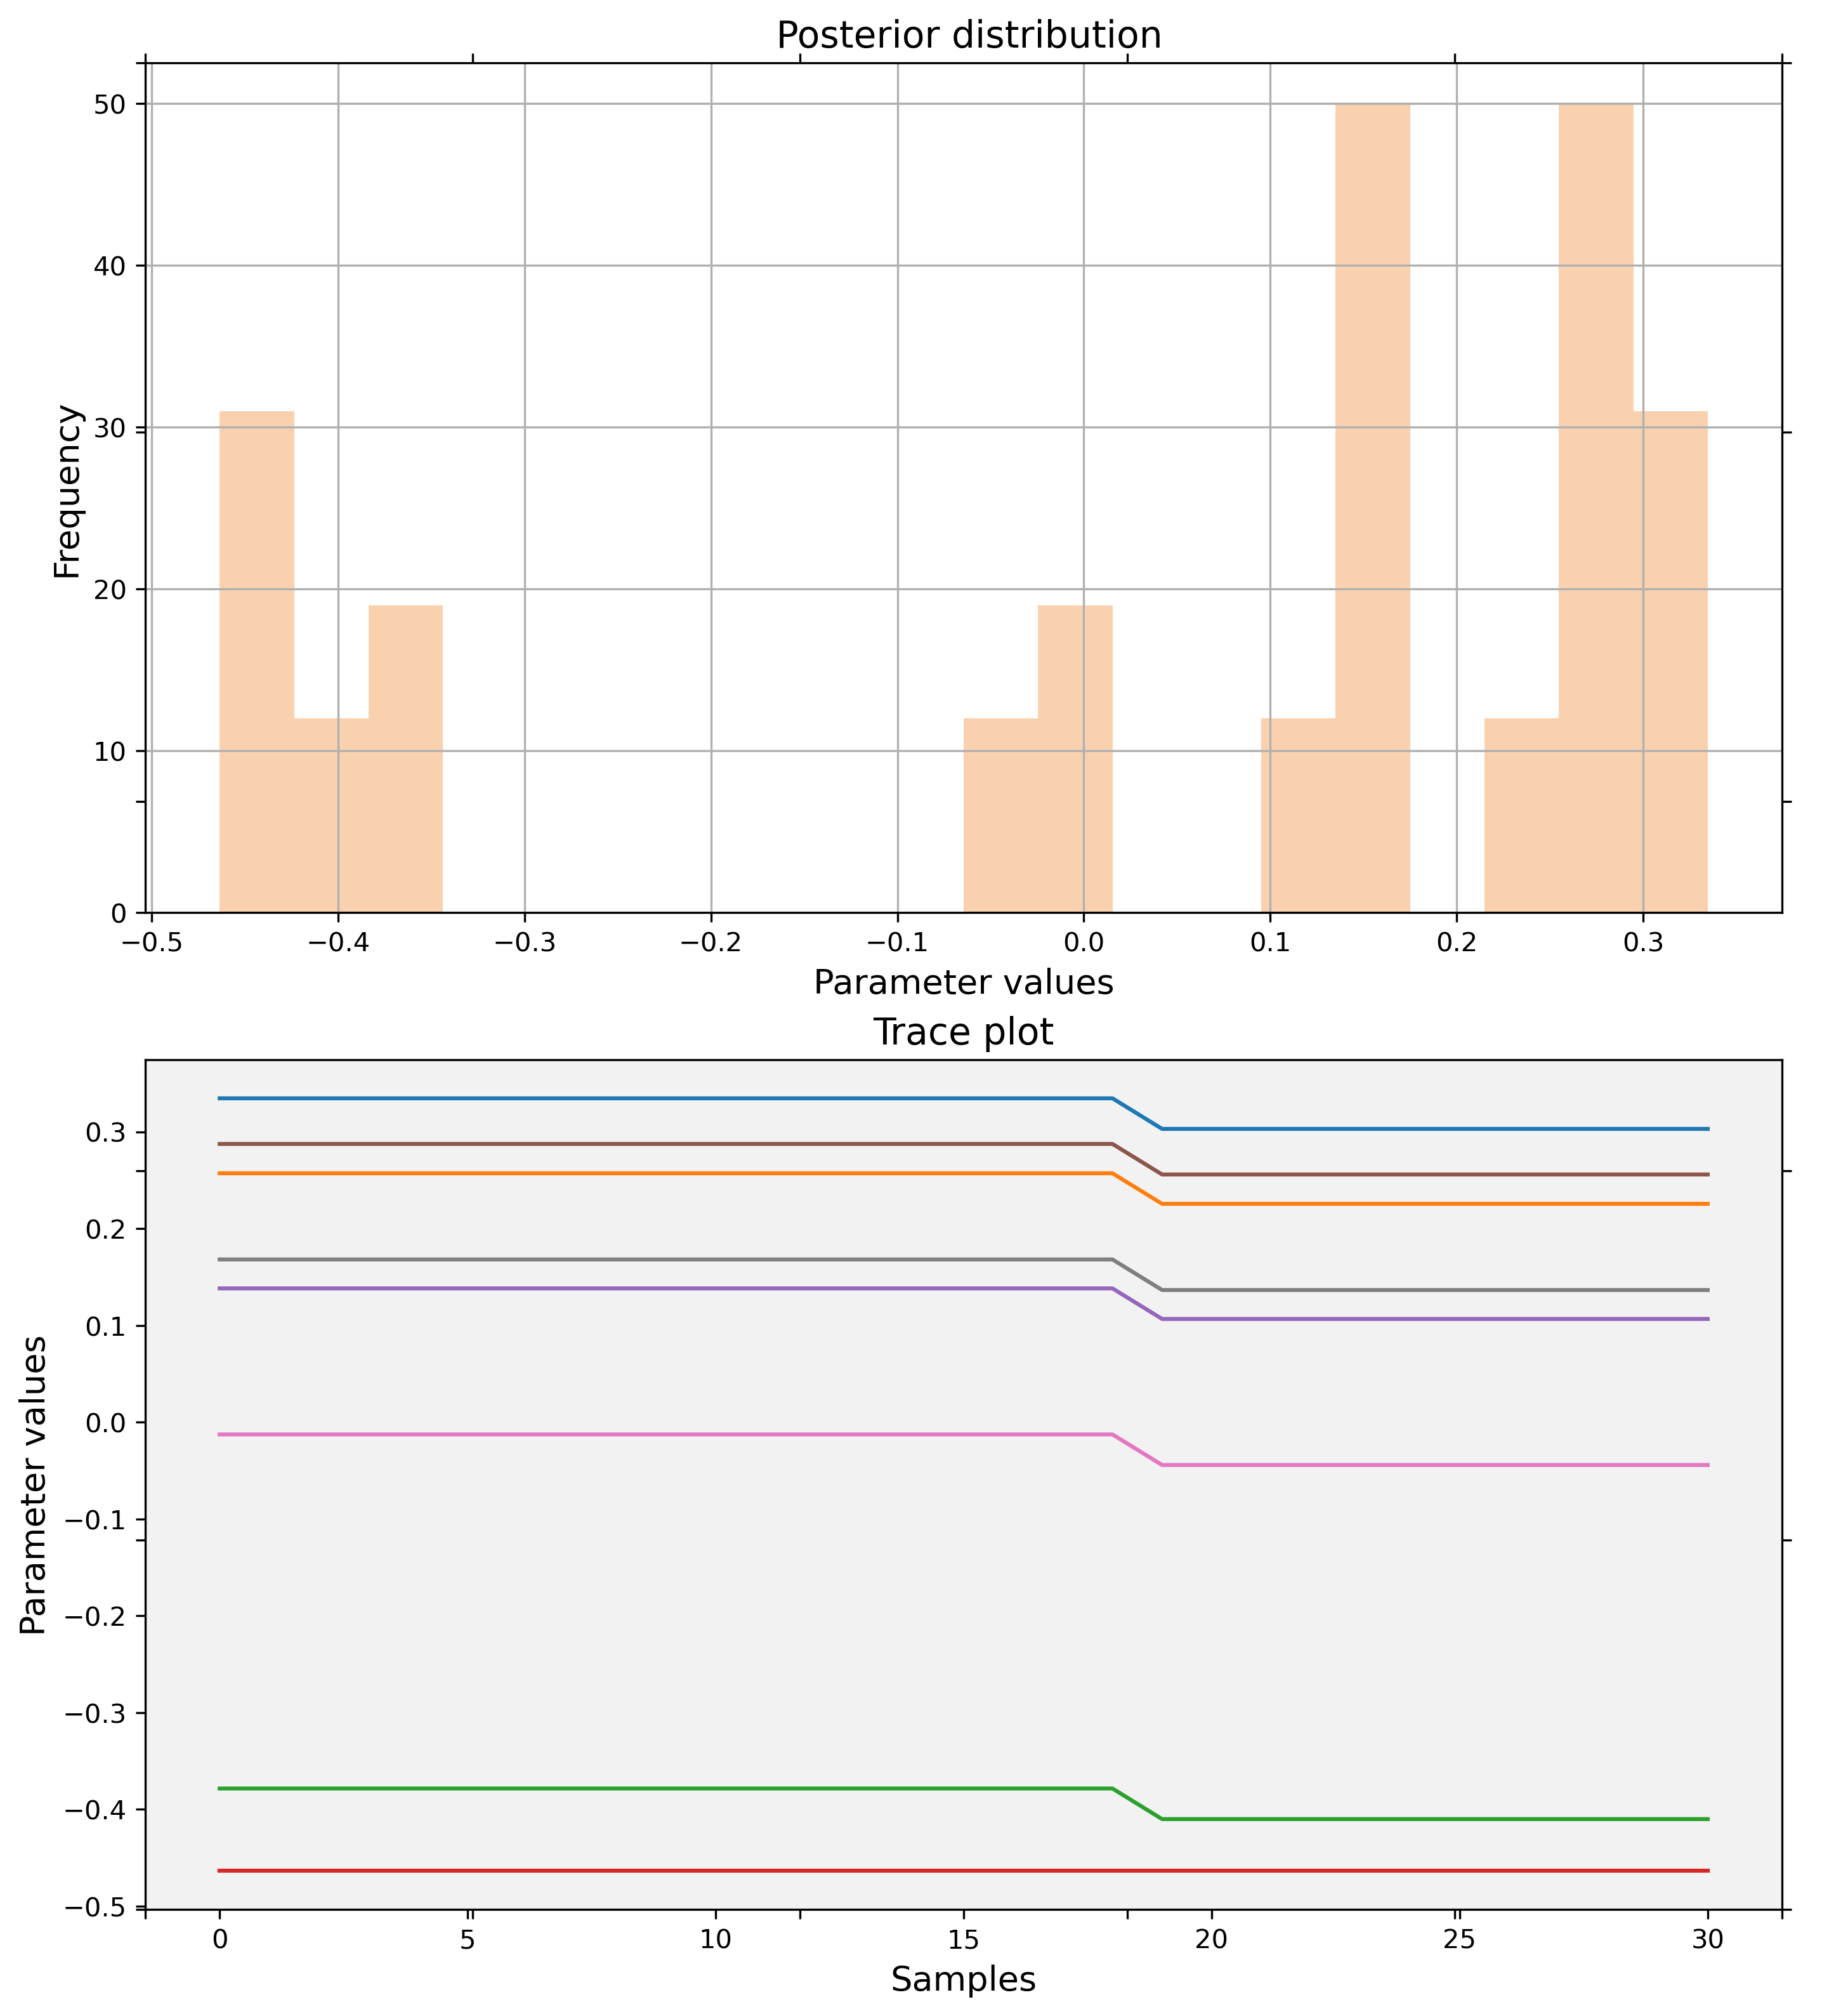 Posterior distribution
50
40
30
20
10
0
Frequency
−0.5 −0.4 −0.3 −0.2 −0.1 0.0 0.1 0.2 0.3
Parameter values
Trace plot
0.3
0.2
0.1
0.0
−0.1
−0.2
−0.3
−0.4
−0.5
Parameter values
0 5 10 15 20 25 30
Samples